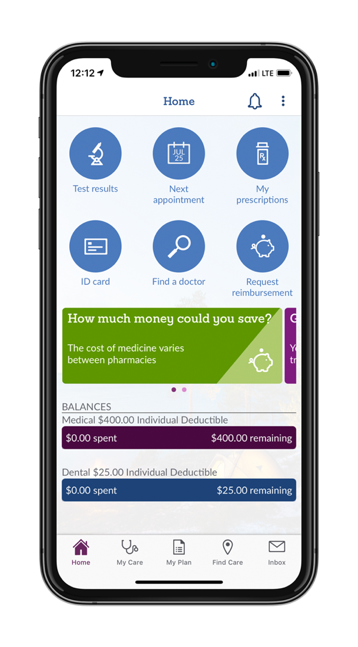 12:12
LTE
Home
Test results
Next
appointment
My
prescriptions
JUL
25
Rx
ID card
Find a doctor
Request
reimbursement
How much money could you save?
The cost of medicine varies
between pharmacies
BALANCES
Medical $400.00 Individual Deductible
$0.00 spent
$400.00 remaining
Dental $25.00 Individual Deductible
$0.00 spent
$25.00 remaining
Home
My Care
My Plan
Find Care
Inbox